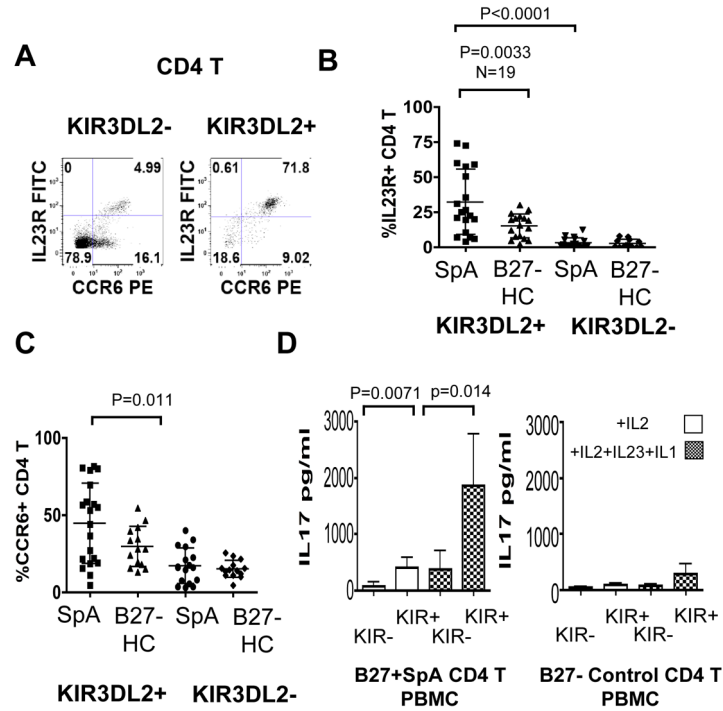 A
CD4 T
KIR3DL2- KIR3DL2+
0 4.99
78.9 16.1
IL23R FITC
CCR6 PE
0.61 71.8
18.6 9.02
IL23R FITC
CCR6 PE
B
P<0.0001
P=0.0033
N=19
%IL23R+ CD4 T
100
75
50
25
0
SpA B27- SpA B27-
HC HC
KIR3DL2+ KIR3DL2-
C
P=0.011
%CCR6+ CD4 T
100
50
0
SpA B27- SpA B27-
HC HC
KIR3DL2+ KIR3DL2-
D
P=0.0071 p=0.014
IL17 pg/ml
3000
2000
1000
0
KIR- KIR+ KIR- KIR+
B27+SpA CD4 T
PBMC
IL17 pg/ml
3000
2000
1000
0
+IL2
+IL2+IL23+IL1
KIR- KIR+ KIR- KIR+
B27- Control CD4 T
PBMC